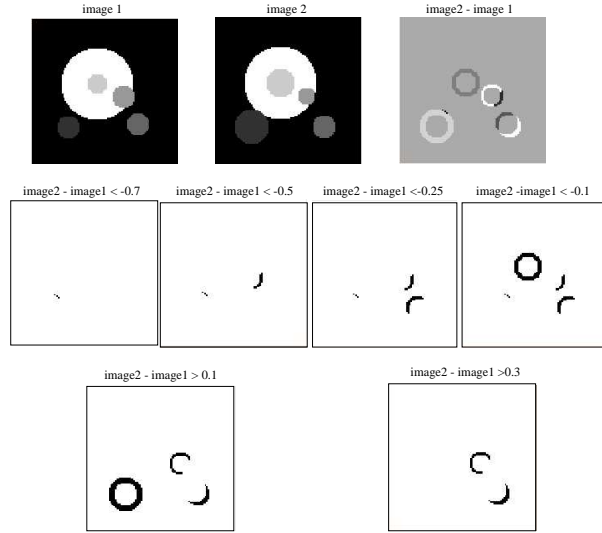 image 1
image 2
image2 - image 1
image2 - image1 < -0.7
image2 - image1 < -0.5
image2 - image1 <-0.25
image2 -image1 < -0.1
image2 - image1 > 0.1
image2 - image1 >0.3